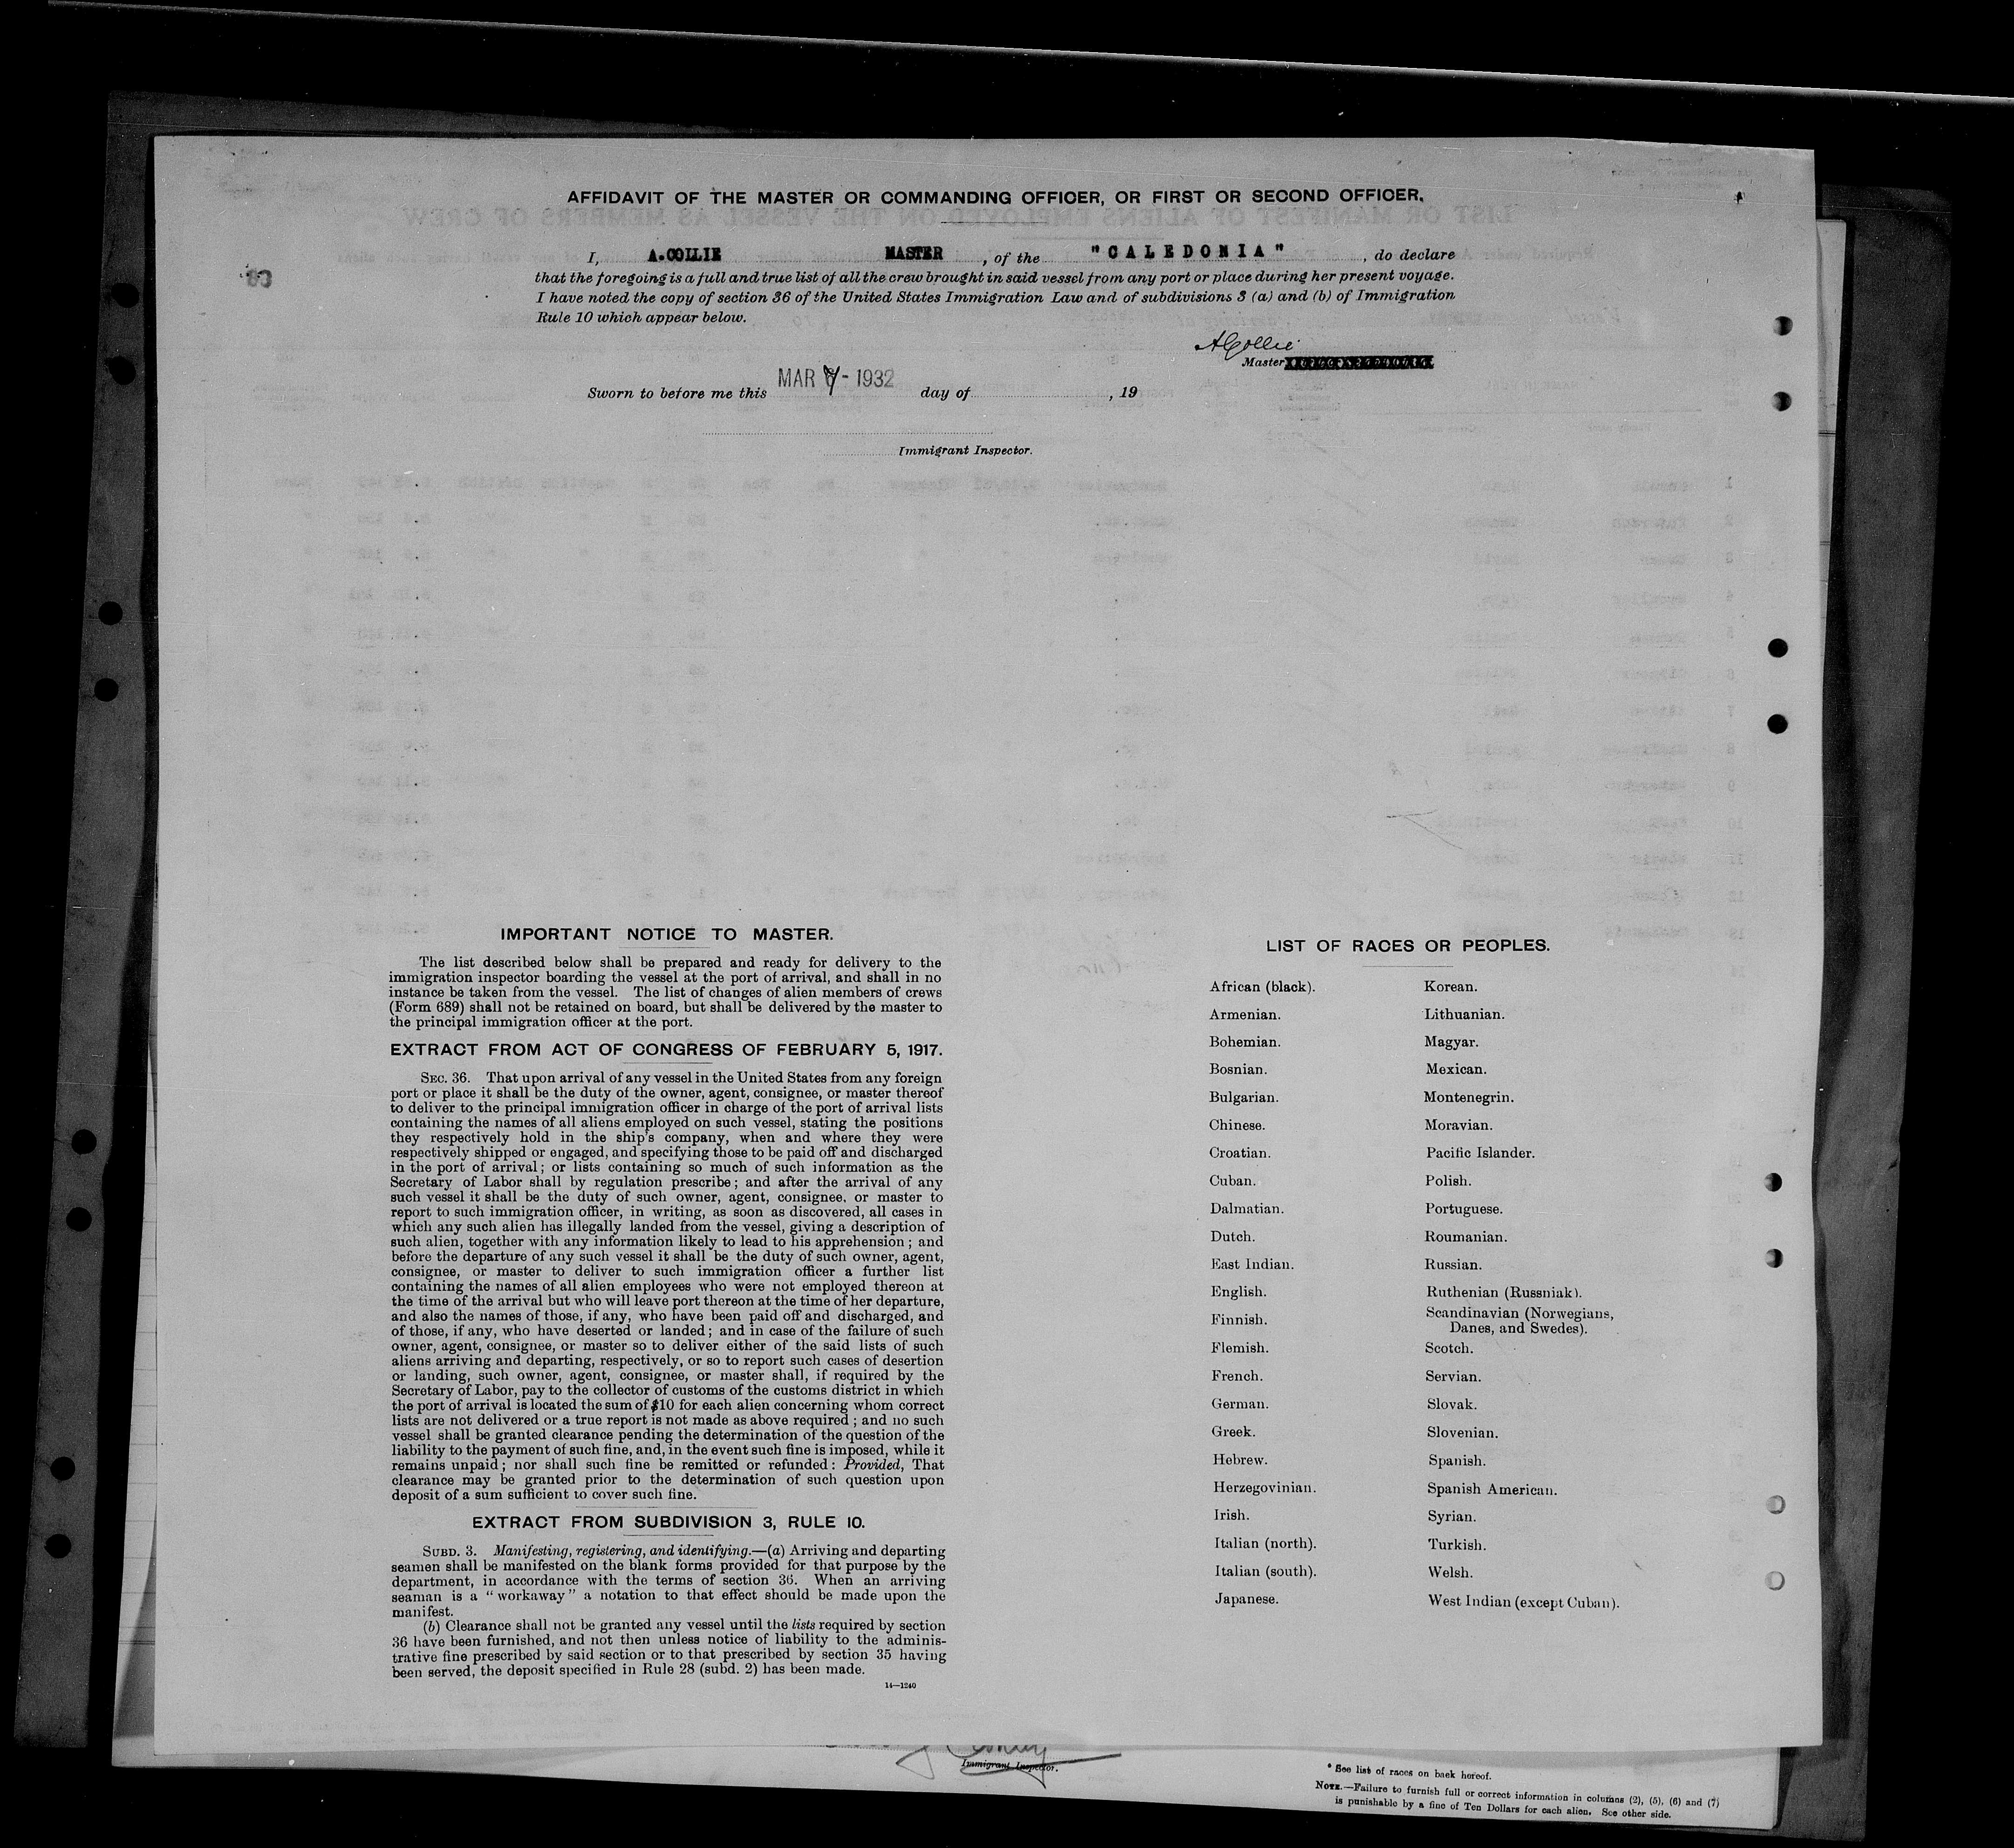 AFFIDAVIT OF THE MASTER OR COMMANDING OFFICER, OR FIRST OR SECOND OFFICER.
I, A.COLLIE MASTER , of the "CALEDONIA" , do declare
that the foregoing is a full and true list of all the crew brought in said vessel from any port or place during her present voyage.
I have noted the copy of section 36 of the United States Immigration Law and of subdivisions 3 (a) and (b) of Immigration
Rule 10 which appear below.
ACollie
Master
Sworn to before me this MAR 7 - 1932 day of , 19
Immigrant Inspector.
IMPORTANT NOTICE TO MASTER.
The list described below shall be prepared and ready for delivery to the
immigration inspector boarding the vessel at the port of arrival, and shall in no
instance be taken from the vessel. The list of changes of alien members of crews
(Form 689) shall not be retained on board, but shall be delivered by the master to
the principal immigration officer at the port.
EXTRACT FROM ACT OF CONGRESS OF FEBRUARY 5, 1917.
SEC. 36. That upon arrival of any vessel in the United States from any foreign
port or place it shall be the duty of the owner, agent, consignee, or master thereof
to deliver to the principal immigration officer in charge of the port of arrival lists
containing the names of all aliens employed on such vessel, stating the positions
they respectively hold in the ship's company, when and where they were
respectively shipped or engaged, and specifying those to be paid off and discharged
in the port of arrival; or lists containing so much of such information as the
Secretary of Labor shall by regulation prescribe; and after the arrival of any
such vessel it shall be the duty of such owner, agent, consignee, or master to
report to such immigration officer, in writing, as soon as discovered, all cases in
which any such alien has illegally landed from the vessel, giving a description of
such alien, together with any information likely to lead to his apprehension; and
before the departure of any such vessel it shall be the duty of such owner, agent,
consignee, or master to deliver to such immigration officer a further list
containing the names of all alien employees who were not employed thereon at
the time of the arrival but who will leave port thereon at the time of her departure,
and also the names of those, if any, who have been paid off and discharged, and
of those, if any, who have deserted or landed; and in case of the failure of such
owner, agent, consignee, or master so to deliver either of the said lists of such
aliens arriving and departing, respectively, or so to report such cases of desertion
or landing, such owner, agent, consignee, or master shall, if required by the
Secretary of Labor, pay to the collector of customs of the customs district in which
the port of arrival is located the sum of $10 for each alien concerning whom correct
lists are not delivered or a true report is not made as above required; and no such
vessel shall be granted clearance pending the determination of the question of the
liability to the payment of such fine, and, in the event such fine is imposed, while it
remains unpaid; nor shall such fine be remitted or refunded: Provided, That
clearance may be granted prior to the determination of such question upon
deposit of a sum sufficient to cover such fine.
EXTRACT FROM SUBDIVISION 3, RULE 10.
SUBD. 3. Manifesting, registering, and identifying.—(a) Arriving and departing
seamen shall be manifested on the blank forms provided for that purpose by the
department, in accordance with the terms of section 36. When an arriving
seaman is a "workaway" a notation to that effect should be made upon the
manifest.
(b) Clearance shall not be granted any vessel until the lists required by section
36 have been furnished, and not then unless notice of liability to the adminis-
trative fine prescribed by said section or to that prescribed by section 35 having
been served, the deposit specified in Rule 28 (subd. 2) has been made.
14—1240
LIST OF RACES OR PEOPLES.
African (black). Korean.
Armenian. Lithuanian.
Bohemian. Magyar.
Bosnian. Mexican.
Bulgarian. Montenegrin.
Chinese. Moravian.
Croatian. Pacific Islander.
Cuban. Polish.
Dalmatian. Portuguese.
Dutch. Roumanian.
East Indian. Russian.
English. Ruthenian (Russniak).
Finnish. Scandinavian (Norwegians,
Danes, and Swedes).
Flemish. Scotch.
French. Servian.
German. Slovak.
Greek. Slovenian.
Hebrew. Spanish.
Herzegovinian. Spanish American.
Irish. Syrian.
Italian (north). Turkish.
Italian (south). Welsh.
Japanese. West Indian (except Cuban).
Immigrant Inspector.
* See list of races on back hereof.
NOTE.—Failure to furnish full or correct information in columns (2), (5), (6) and (7)
is punishable by a fine of Ten Dollars for each alien. See other side.